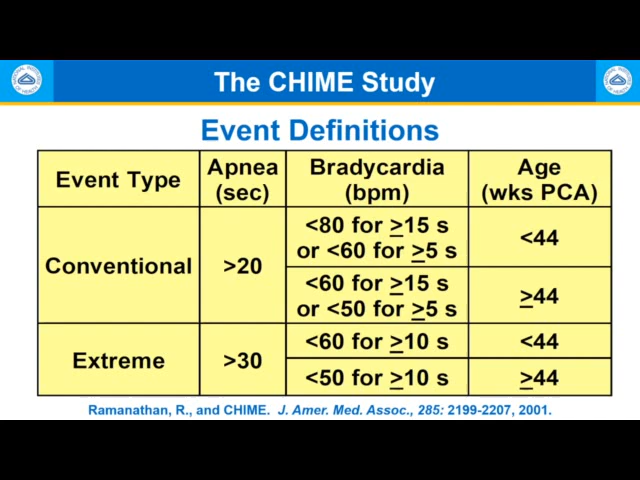 The CHIME Study
Event Definitions
Event Type
Apnea
(sec)
Bradycardia
(bpm)
Age
(wks PCA)
Conventional
>20
<80 for ≥15 s
or <60 for ≥5 s
<44
<60 for ≥15 s
or <50 for ≥5 s
≥44
Extreme
>30
<60 for ≥10 s
<44
<50 for ≥10 s
≥44
Ramanathan, R., and CHIME. J. Amer. Med. Assoc., 285: 2199-2207, 2001.